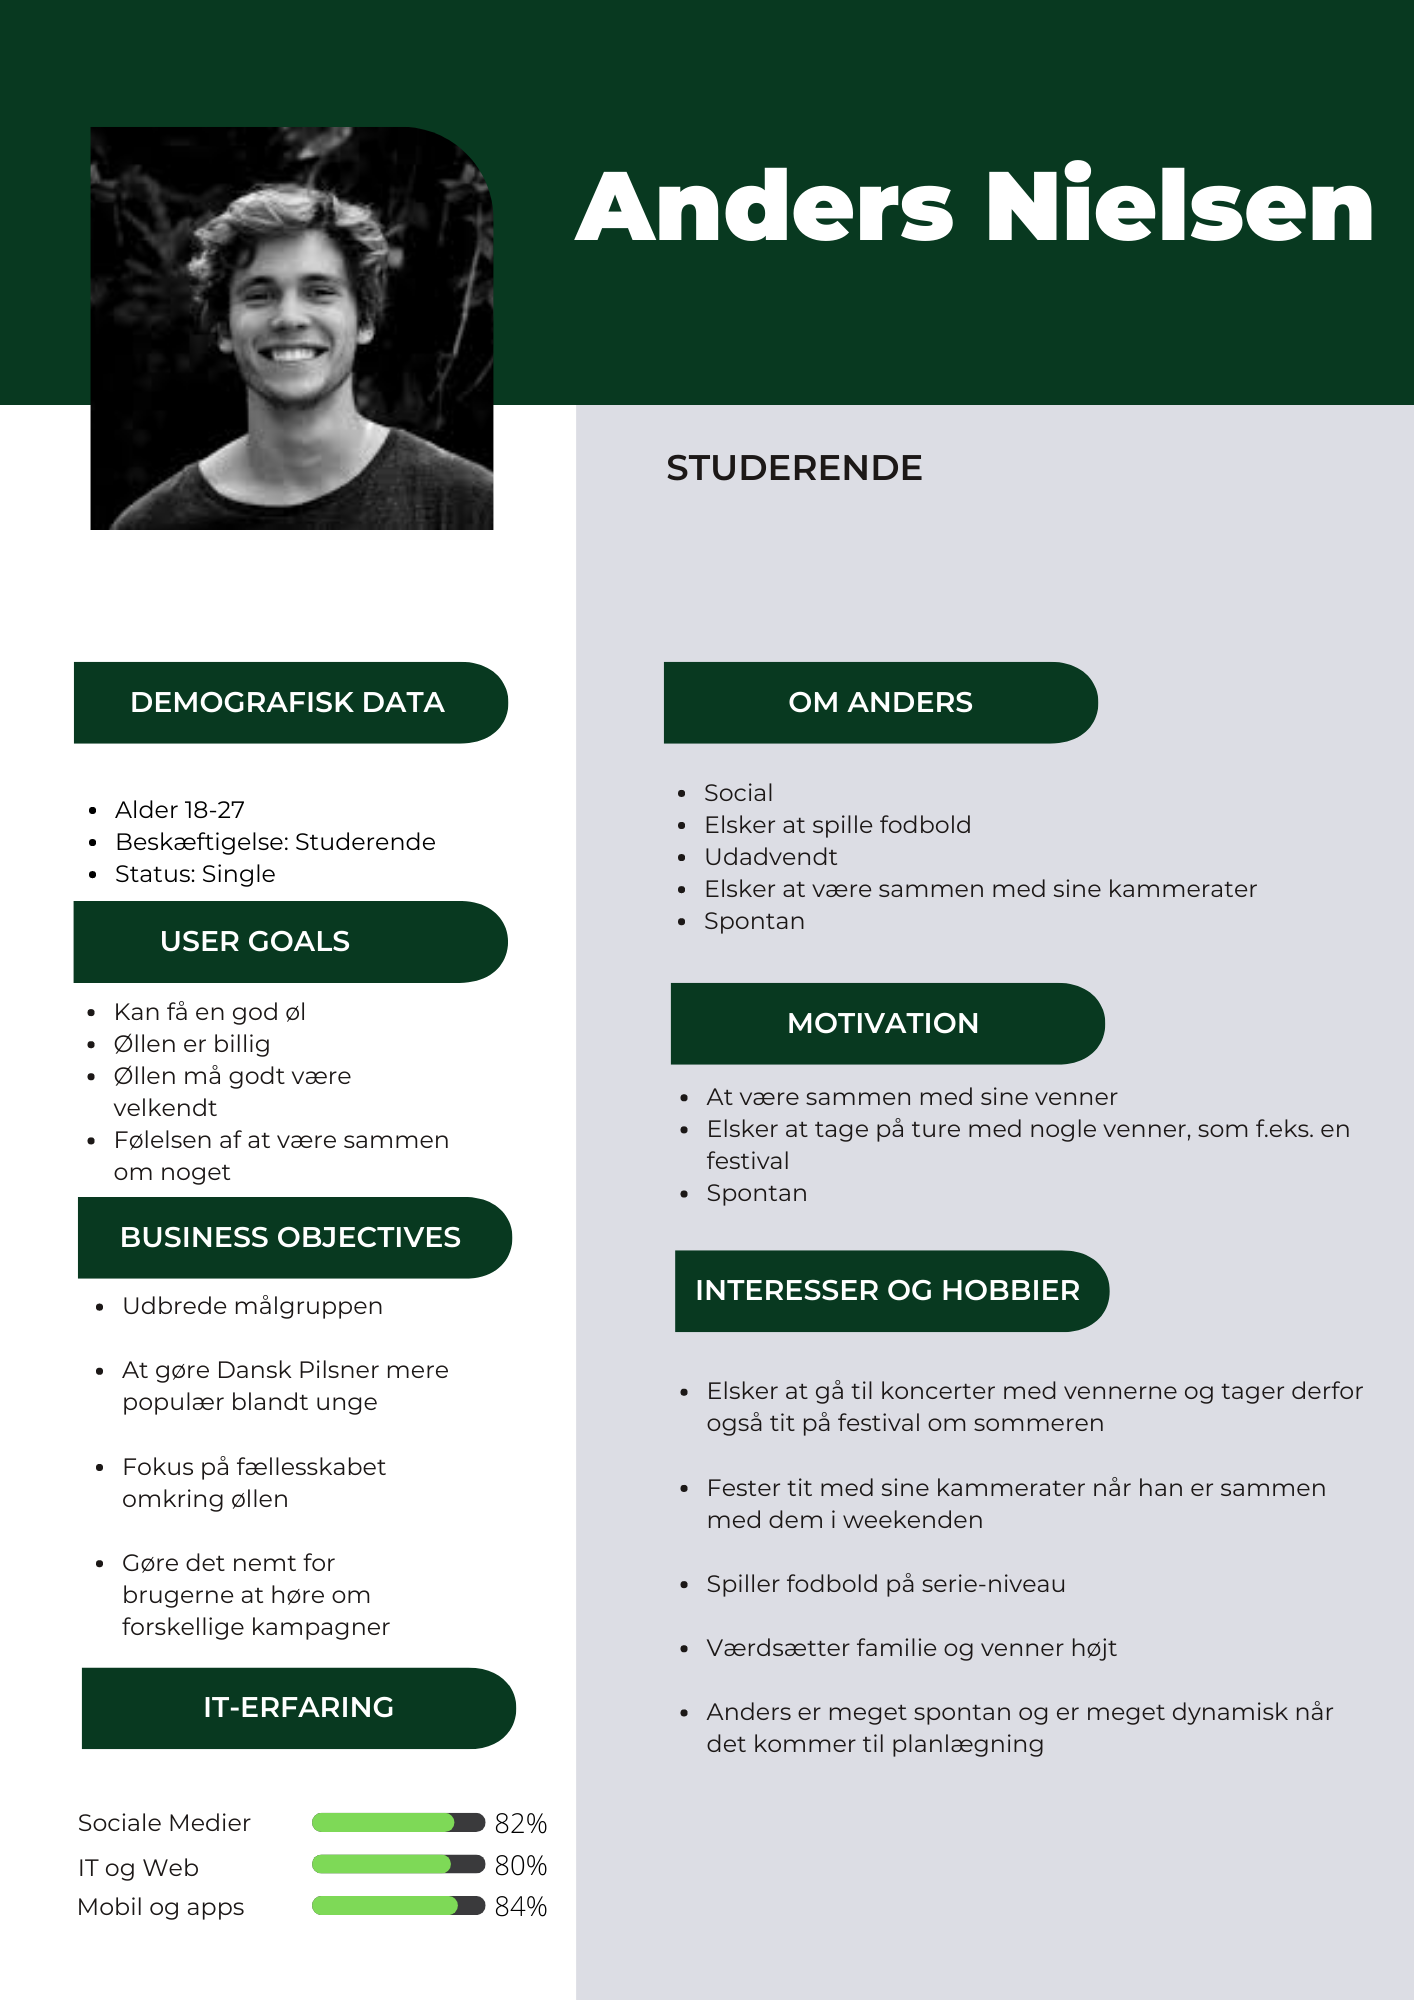 Anders Nielsen
STUDERENDE
DEMOGRAFISK DATA
• Alder 18-27
• Beskæftigelse: Studerende
• Status: Single
USER GOALS
• Kan få en god øl
• Øllen er billig
• Øllen må godt være
velkendt
• Følelsen af at være sammen
om noget
BUSINESS OBJECTIVES
• Udbrede målgruppen
• At gøre Dansk Pilsner mere
populær blandt unge
• Fokus på fællesskabet
omkring øllen
• Gøre det nemt for
brugerne at høre om
forskellige kampagner
IT-ERFARING
Sociale Medier 82%
IT og Web 80%
Mobil og apps 84%
OM ANDERS
• Social
• Elsker at spille fodbold
• Udadvendt
• Elsker at være sammen med sine kammerater
• Spontan
MOTIVATION
• At være sammen med sine venner
• Elsker at tage på ture med nogle venner, som f.eks. en
festival
• Spontan
INTERESSER OG HOBBIER
• Elsker at gå til koncerter med vennerne og tager derfor
også tit på festival om sommeren
• Fester tit med sine kammerater når han er sammen
med dem i weekenden
• Spiller fodbold på serie-niveau
• Værdsætter familie og venner højt
• Anders er meget spontan og er meget dynamisk når
det kommer til planlægning